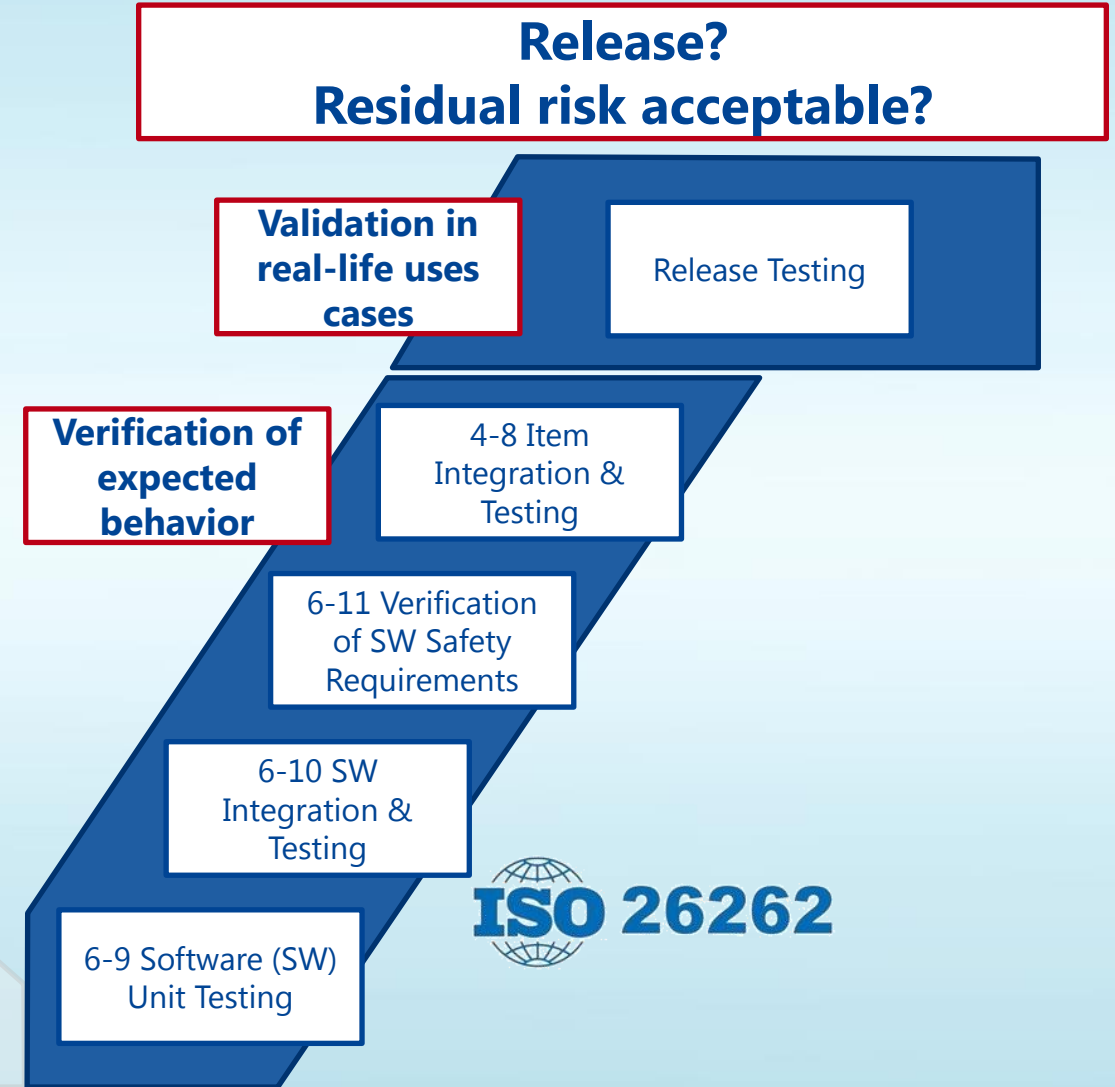 Release?
Residual risk acceptable?
Validation in
real-life uses
cases
Release Testing
Verification of
expected
behavior
4-8 Item
Integration &
Testing
6-11 Verification
of SW Safety
Requirements
6-10 SW
Integration &
Testing
ISO 26262
6-9 Software (SW)
Unit Testing